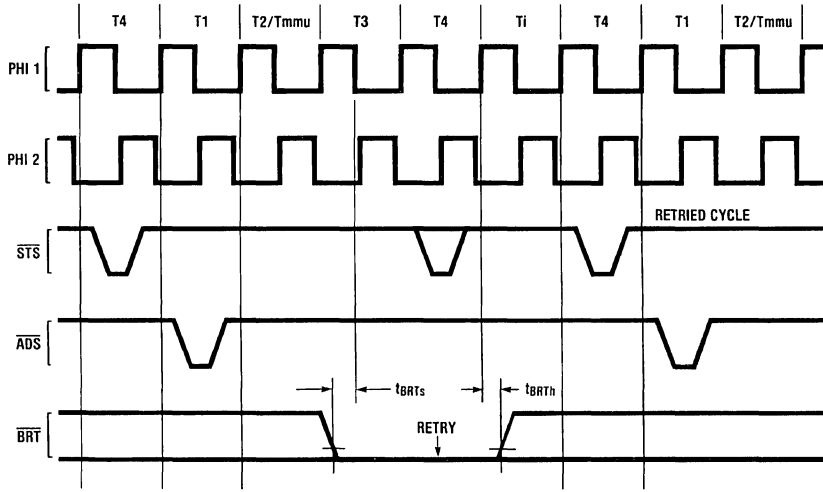 T4 T1 T2/Tmmu T3 T4 Ti T4 T1 T2/Tmmu
PHI 1
PHI 2
RETRIED CYCLE
STS
ADS
tBRTs tBRTh
RETRY
BRT